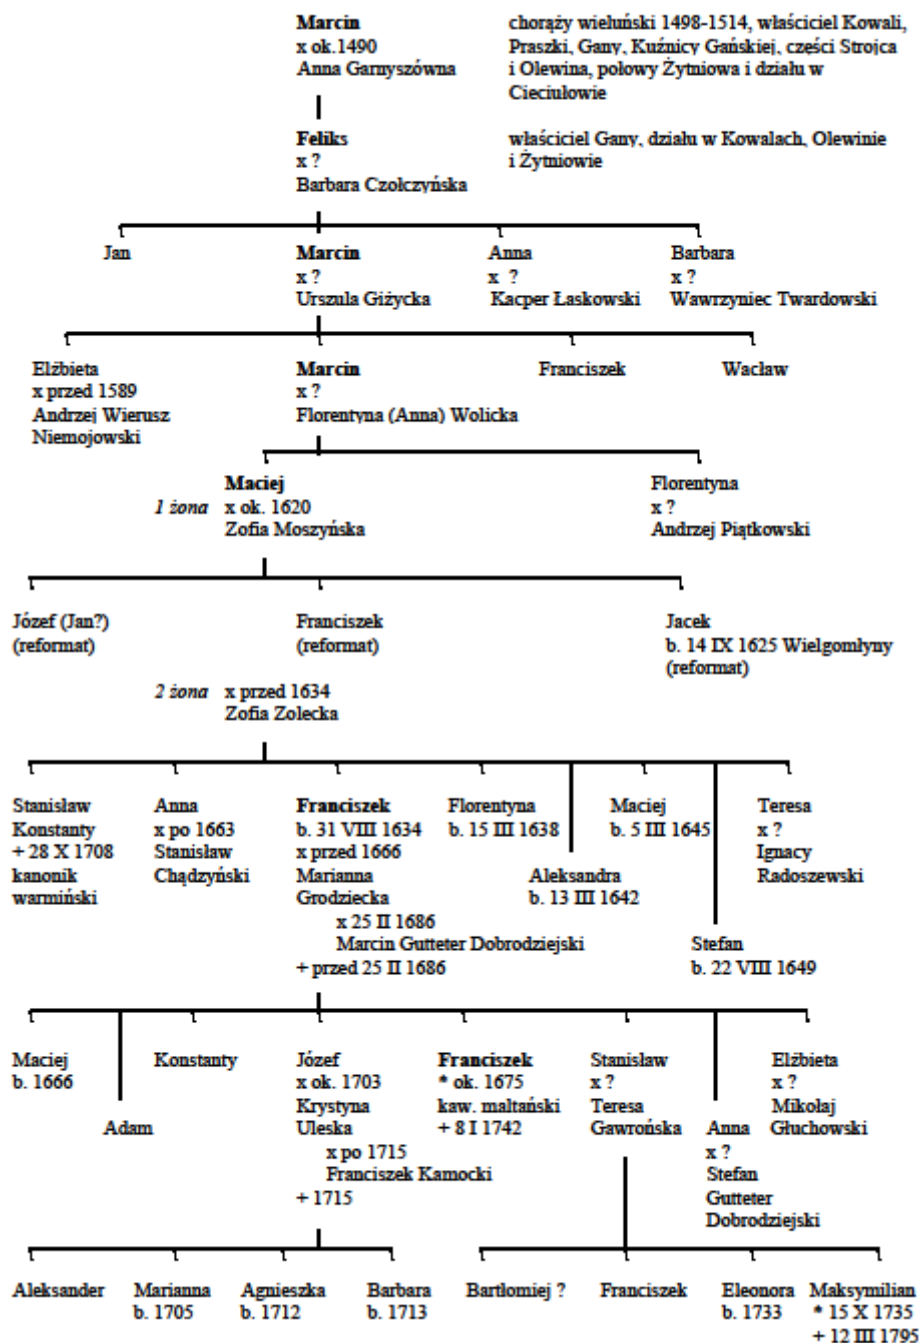 Marcin
x ok.1490
Anna Garnyszówna
chorąży wieluński 1498-1514, właściciel Kowali,
Praszki, Gany, Kuźnicy Gańskiej, części Strojca
i Olewina, połowy Żytniowa i działu w
Cieciułowie
Feliks
x ?
Barbara Czołczyńska
właściciel Gany, działu w Kowalach, Olewinie
i Żytniowie
Jan
Marcin
x ?
Urszula Giżycka
Anna
x ?
Kacper Łaskowski
Barbara
x ?
Wawrzyniec Twardowski
Elżbieta
x przed 1589
Andrzej Wierusz
Niemojowski
Marcin
x ?
Florentyna (Anna) Wolicka
Franciszek
Wacław
Maciej
1 żona x ok. 1620
Zofia Moszyńska
Florentyna
x ?
Andrzej Piątkowski
Józef (Jan?)
(reformat)
Franciszek
(reformat)
Jacek
b. 14 IX 1625 Wielgomłyny
(reformat)
2 żona x przed 1634
Zofia Zolecka
Stanisław
Konstanty
+ 28 X 1708
kanonik
warmiński
Anna
x po 1663
Stanisław
Chądzyński
Franciszek
b. 31 VIII 1634
x przed 1666
Marianna
Grodziecka
x 25 II 1686
Marcin Gutteter Dobrodziejski
+ przed 25 II 1686
Florentyna
b. 15 III 1638
Aleksandra
b. 13 III 1642
Maciej
b. 5 III 1645
Stefan
b. 22 VIII 1649
Teresa
x ?
Ignacy
Radoszewski
Maciej
b. 1666
Adam
Konstanty
Józef
x ok. 1703
Krystyna
Uleska
x po 1715
Franciszek Kamocki
+ 1715
Franciszek
* ok. 1675
kaw. maltański
+ 8 I 1742
Stanisław
x ?
Teresa
Gawrońska
Anna
x ?
Stefan
Gutteter
Dobrodziejski
Elżbieta
x ?
Mikołaj
Głuchowski
Aleksander
Marianna
b. 1705
Agnieszka
b. 1712
Barbara
b. 1713
Bartłomiej ?
Franciszek
Eleonora
b. 1733
Maksymilian
* 15 X 1735
+ 12 III 1795